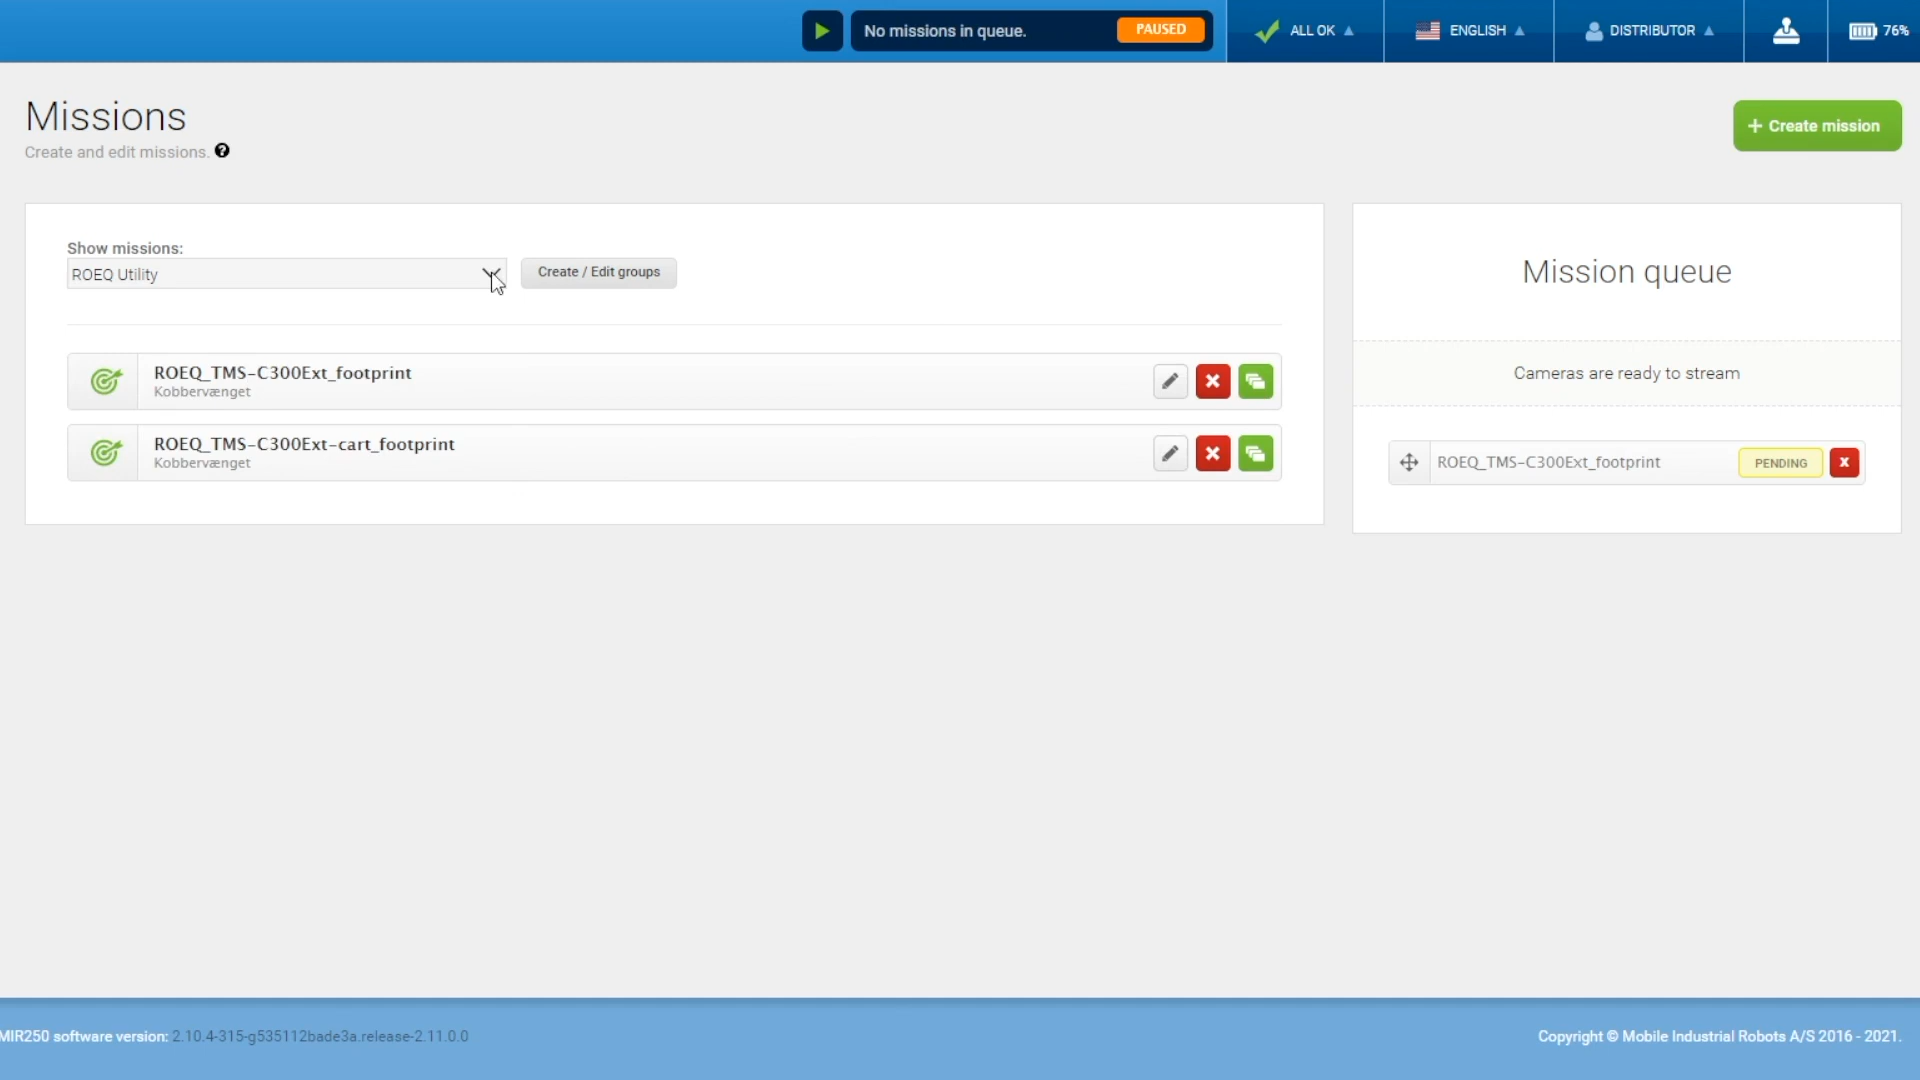 No missions in queue.
PAUSED
ALL OK
ENGLISH
DISTRIBUTOR
76%
Missions
Create and edit missions.
+ Create mission
Show missions:
ROEQ Utility
Create / Edit groups
ROEQ_TMS-C300Ext_footprint
Kobbervænget
ROEQ_TMS-C300Ext-cart_footprint
Kobbervænget
Mission queue
Cameras are ready to stream
ROEQ_TMS-C300Ext_footprint
PENDING
MIR250 software version: 2.10.4-315-g535112bade3a.release-2.11.0.0
Copyright © Mobile Industrial Robots A/S 2016 - 2021.